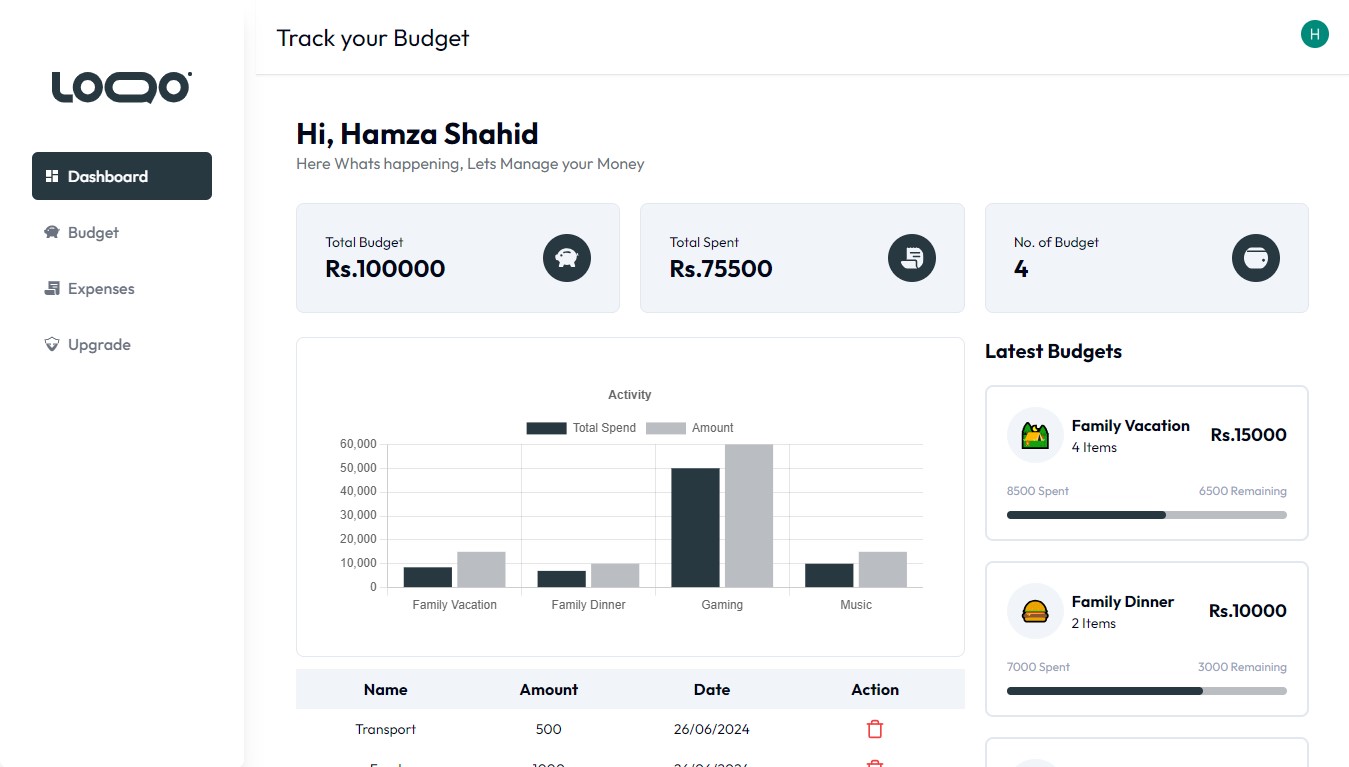 Track your Budget
H
LOQO
Dashboard
Budget
Expenses
Upgrade
Hi, Hamza Shahid
Here Whats happening, Lets Manage your Money
Total Budget
Rs.100000
Total Spent
Rs.75500
No. of Budget
4
Activity
Total Spend
Amount
60,000
50,000
40,000
30,000
20,000
10,000
0
Family Vacation
Family Dinner
Gaming
Music
Name Amount Date Action
Transport 500 26/06/2024
Latest Budgets
Family Vacation
4 Items
Rs.15000
8500 Spent
6500 Remaining
Family Dinner
2 Items
Rs.10000
7000 Spent
3000 Remaining